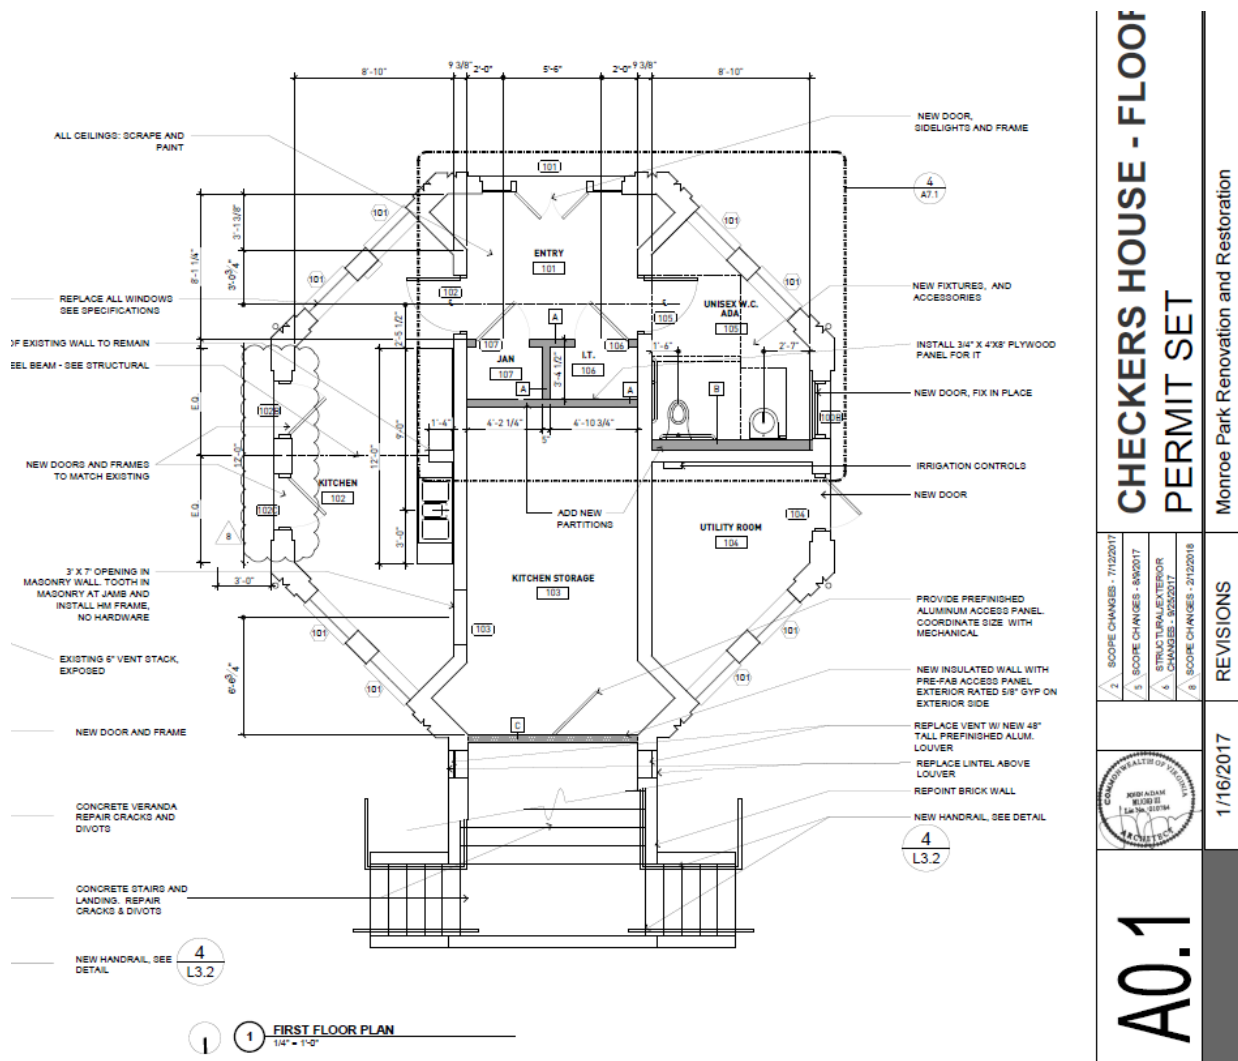 8'-10"
9 3/8"
2'-0"
5'-6"
2'-0"
9 3/8"
8'-10"
ALL CEILINGS: SCRAPE AND
PAINT
NEW DOOR,
SIDELIGHTS AND FRAME
4
A7.1
101
101
101
101
101
3'-1 3/8"
8'-1 1/4"
3'-0 3/4"
ENTRY
101
102
REPLACE ALL WINDOWS
SEE SPECIFICATIONS
NEW FIXTURES, AND
ACCESSORIES
UNISEX W.C.
ADA
105
105
2'-5 1/2"
A
107
106
OF EXISTING WALL TO REMAIN
EEL BEAM - SEE STRUCTURAL
INSTALL 3/4" X 4'X8' PLYWOOD
PANEL FOR IT
JAN
107
I.T.
106
3'-4 1/2"
1'-6"
2'-7"
A
A
B
NEW DOOR, FIX IN PLACE
E.Q.
102B
1'-4"
4'-2 1/4"
4'-10 3/4"
5"
9'-0"
12'-0"
12'-0"
NEW DOORS AND FRAMES
TO MATCH EXISTING
IRRIGATION CONTROLS
NEW DOOR
KITCHEN
102
E.Q.
102C
8
ADD NEW
PARTITIONS
104
UTILITY ROOM
104
3'-0"
3' X 7' OPENING IN
MASONRY WALL. TOOTH IN
MASONRY AT JAMB AND
INSTALL HM FRAME,
NO HARDWARE
3'-0"
KITCHEN STORAGE
103
PROVIDE PREFINISHED
ALUMINUM ACCESS PANEL.
COORDINATE SIZE WITH
MECHANICAL
101
103
101
EXISTING 6" VENT STACK,
EXPOSED
6'-6 3/4"
101
101
NEW INSULATED WALL WITH
PRE-FAB ACCESS PANEL
EXTERIOR RATED 5/8" GYP ON
EXTERIOR SIDE
C
NEW DOOR AND FRAME
REPLACE VENT W/ NEW 48"
TALL PREFINISHED ALUM.
LOUVER
REPLACE LINTEL ABOVE
LOUVER
REPOINT BRICK WALL
CONCRETE VERANDA
REPAIR CRACKS AND
DIVOTS
NEW HANDRAIL, SEE DETAIL
4
L3.2
CONCRETE STAIRS AND
LANDING. REPAIR
CRACKS & DIVOTS
NEW HANDRAIL, SEE
DETAIL
4
L3.2
1
FIRST FLOOR PLAN
1/4" = 1'-0"
CHECKERS HOUSE - FLOOR
PERMIT SET
Monroe Park Renovation and Restoration
2 SCOPE CHANGES - 7/12/2017
5 SCOPE CHANGES - 8/9/2017
6 STRUCTURAL/EXTERIOR
CHANGES - 9/25/2017
8 SCOPE CHANGES - 2/12/2018
REVISIONS
COMMONWEALTH OF VIRGINIA
ARCHITECT
1/16/2017
A0.1